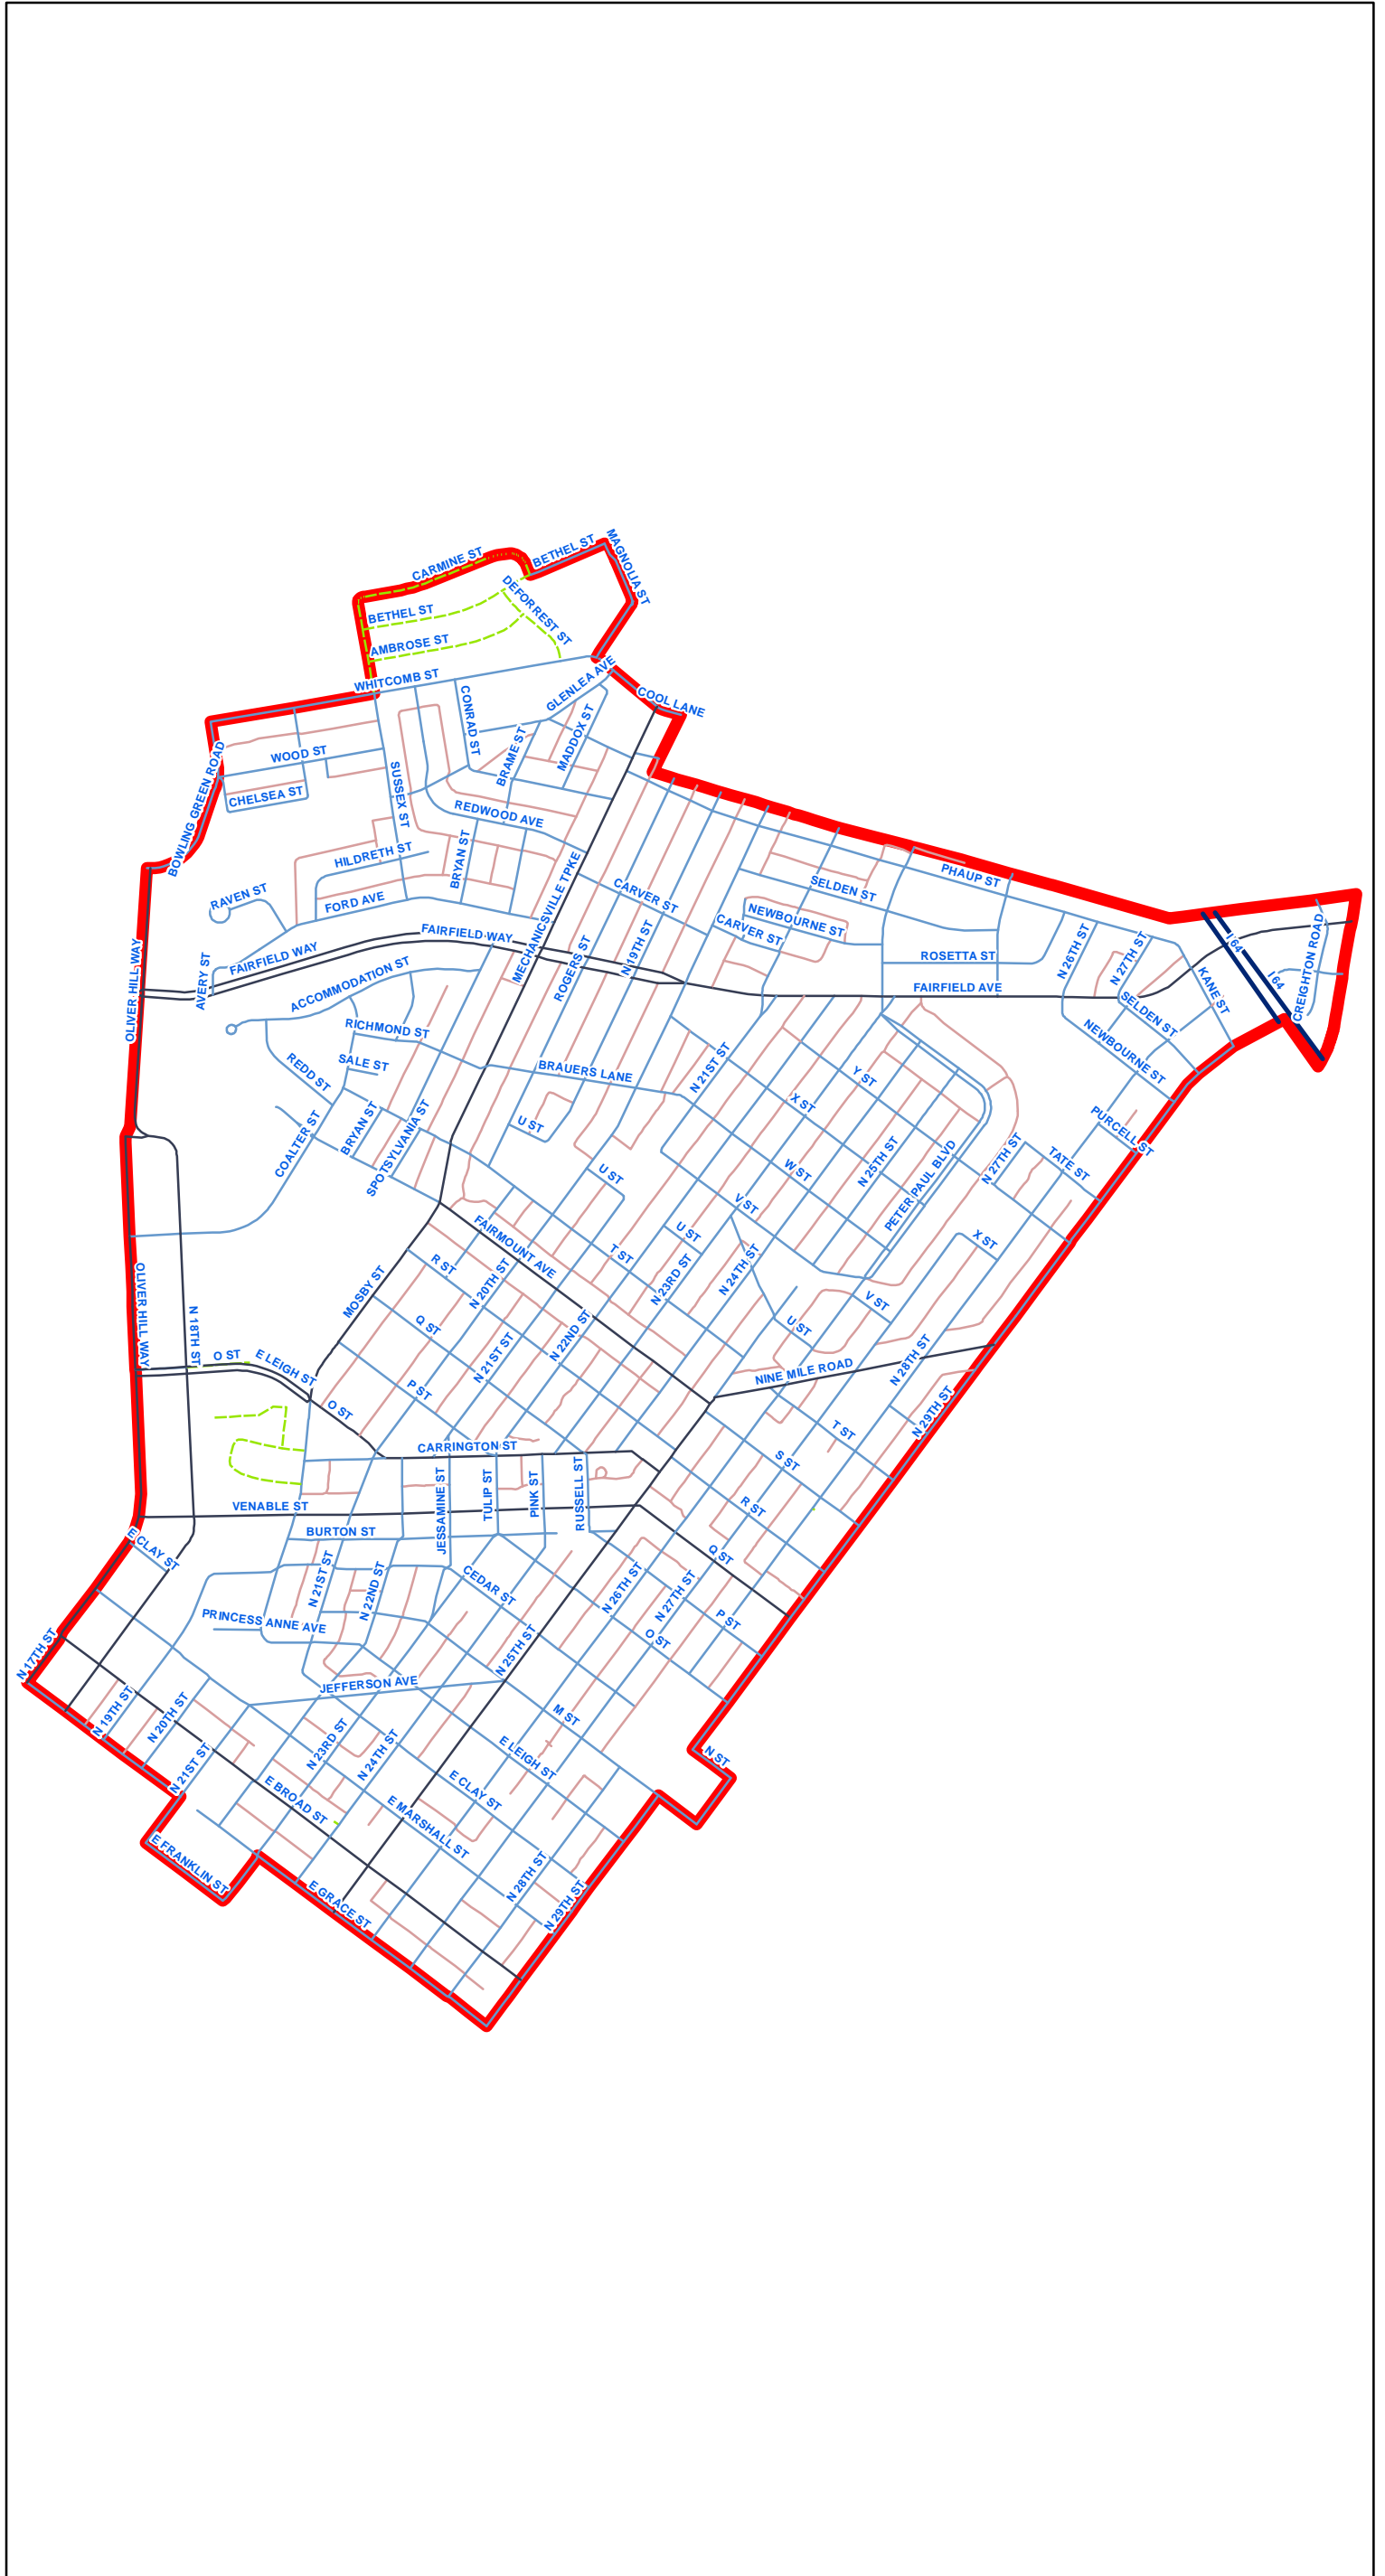 MAGNOLIA ST
BETHEL ST
CARMINE ST
DEFORREST ST
BETHEL ST
AMBROSE ST
WHITCOMB ST
GLENLEA AVE
COOL LANE
CONRAD ST
MADDOX ST
BRAME ST
WOOD ST
BOWLING GREEN ROAD
SUSSEX ST
CHELSEA ST
REDWOOD AVE
HILDRETH ST
BRYAN ST
MECHANICSVILLE TPKE
PHAUP ST
CARVER ST
SELDEN ST
RAVEN ST
FORD AVE
NEWBOURNE ST
CARVER ST
FAIRFIELD WAY
FAIRFIELD WAY
OLIVER HILL WAY
AVERY ST
ACCOMMODATION ST
ROGERS ST
N 19TH ST
ROSETTA ST
N 26TH ST
N 27TH ST
I 64
I 64
CREIGHTON ROAD
KANE ST
FAIRFIELD AVE
SELDEN ST
NEWBOURNE ST
RICHMOND ST
SALE ST
REDD ST
BRAUERS LANE
N 21ST ST
Y ST
X ST
U ST
BRYAN ST
COALTER ST
SPOTSYLVANIA ST
PURCELL ST
TATE ST
N 27TH ST
N 25TH ST
PETER PAUL BLVD
W ST
U ST
V ST
X ST
FAIRMOUNT AVE
T ST
U ST
R ST
N 20TH ST
N 23RD ST
N 24TH ST
MOSBY ST
OLIVER HILL WAY
N 18TH ST
V ST
U ST
Q ST
N 22ND ST
N 21ST ST
O ST
E LEIGH ST
NINE MILE ROAD
N 28TH ST
P ST
O ST
N 29TH ST
T ST
CARRINGTON ST
S ST
JESSAMINE ST
TULIP ST
PINK ST
RUSSELL ST
R ST
VENABLE ST
BURTON ST
E CLAY ST
Q ST
N 21ST ST
N 22ND ST
CEDAR ST
N 26TH ST
N 27TH ST
PRINCESS ANNE AVE
P ST
O ST
N 17TH ST
N 25TH ST
JEFFERSON AVE
N 19TH ST
N 20TH ST
M ST
N 23RD ST
N 24TH ST
E LEIGH ST
N ST
N 21ST ST
E CLAY ST
E BROAD ST
E MARSHALL ST
E FRANKLIN ST
N 28TH ST
E GRACE ST
N 29TH ST